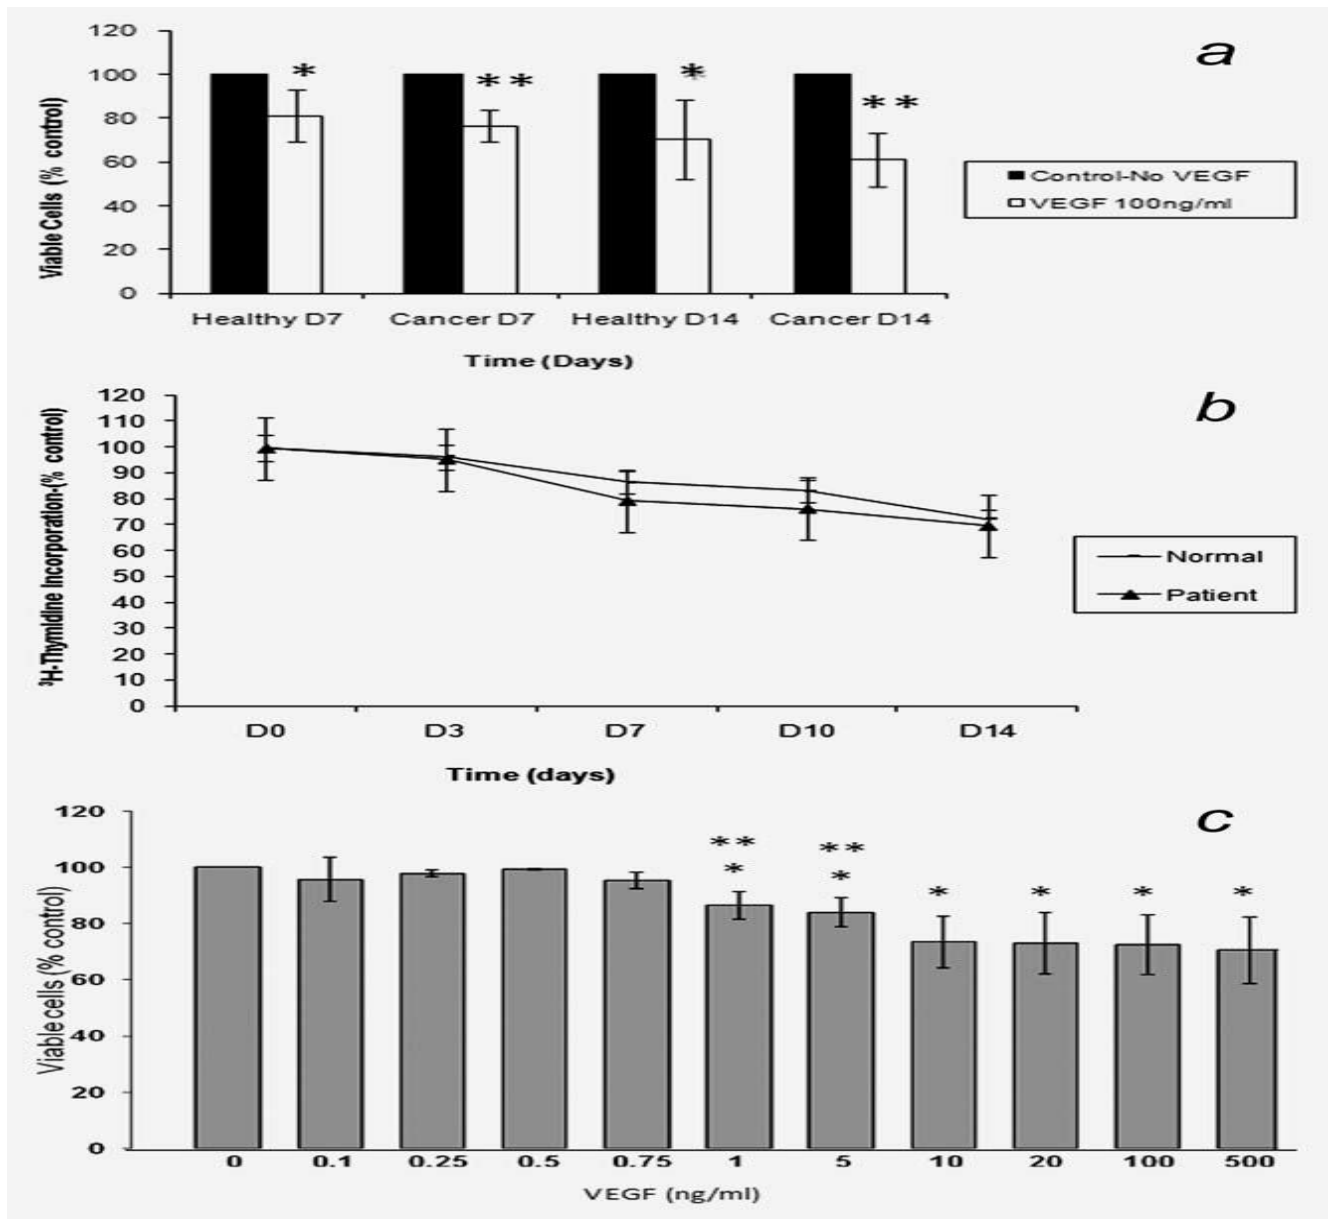 a
120
100
80
60
40
20
0
Viable Cells (% control)
* ** * **
Healthy D7 Cancer D7 Healthy D14 Cancer D14
Time (Days)
Control-No VEGF
VEGF 100ng/ml
b
120
110
100
90
80
70
60
50
40
30
20
10
0
³H-Thymidine Incorporation-(% control)
D0 D3 D7 D10 D14
Time (days)
Normal
Patient
c
120
100
80
60
40
20
0
Viable cells (% control)
** **
* * * * * *
0 0.1 0.25 0.5 0.75 1 5 10 20 100 500
VEGF (ng/ml)